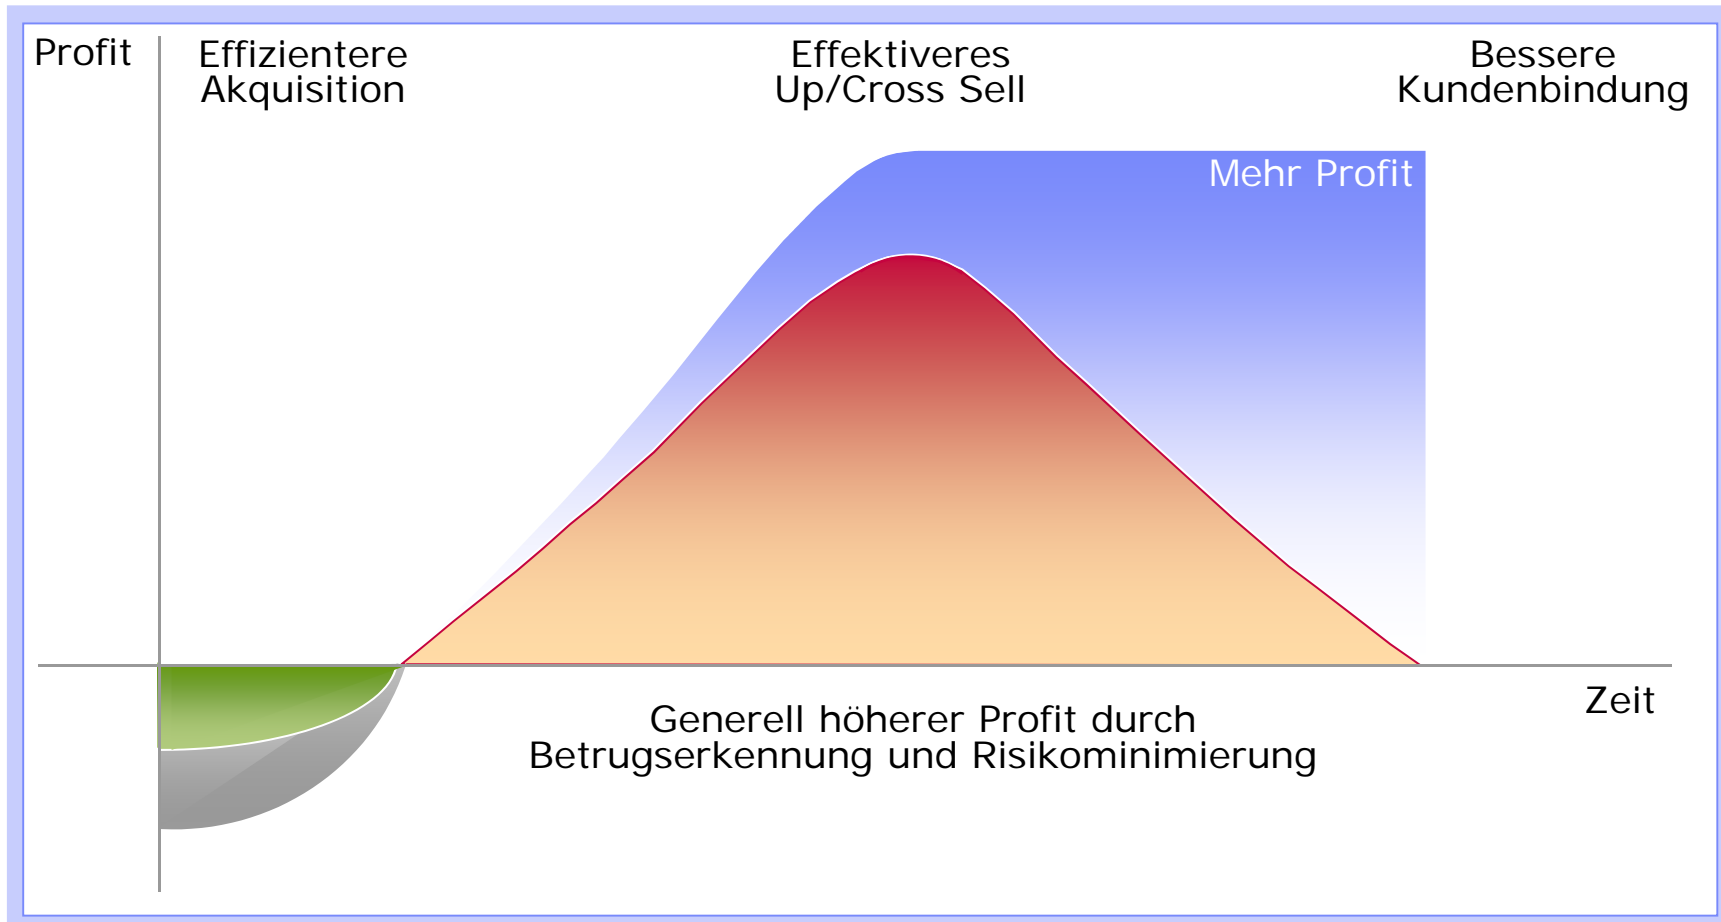 Profit
Effizientere
Akquisition
Effektiveres
Up/Cross Sell
Bessere
Kundenbindung
Mehr Profit
Zeit
Generell höherer Profit durch
Betrugserkennung und Risikominimierung